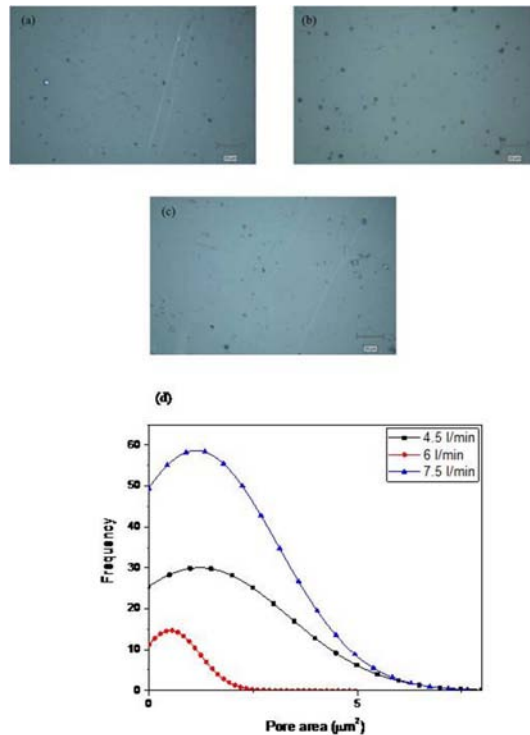 (a)
(b)
(c)
(d)
4.5 l/min
6 l/min
7.5 l/min
60
50
40
30
20
10
0
Frequency
0
5
Pore area (μm²)